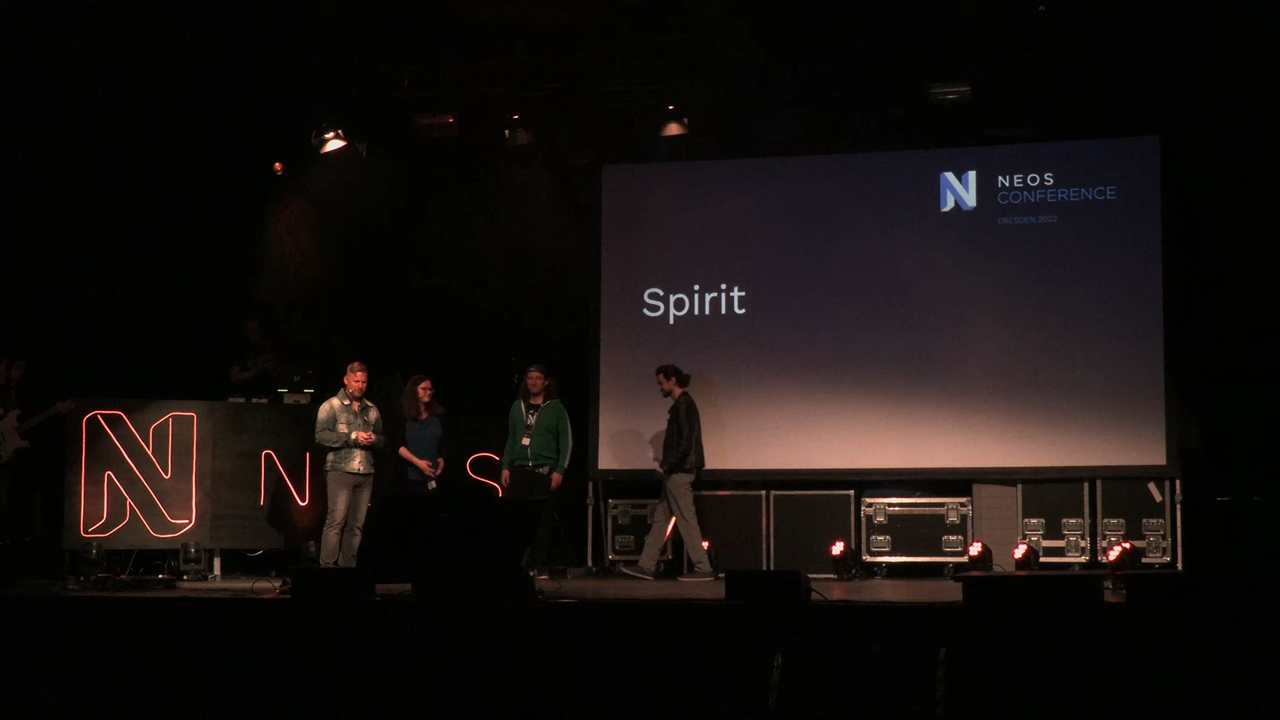 NEOS
CONFERENCE
DRESDEN 2022
Spirit
N
N S